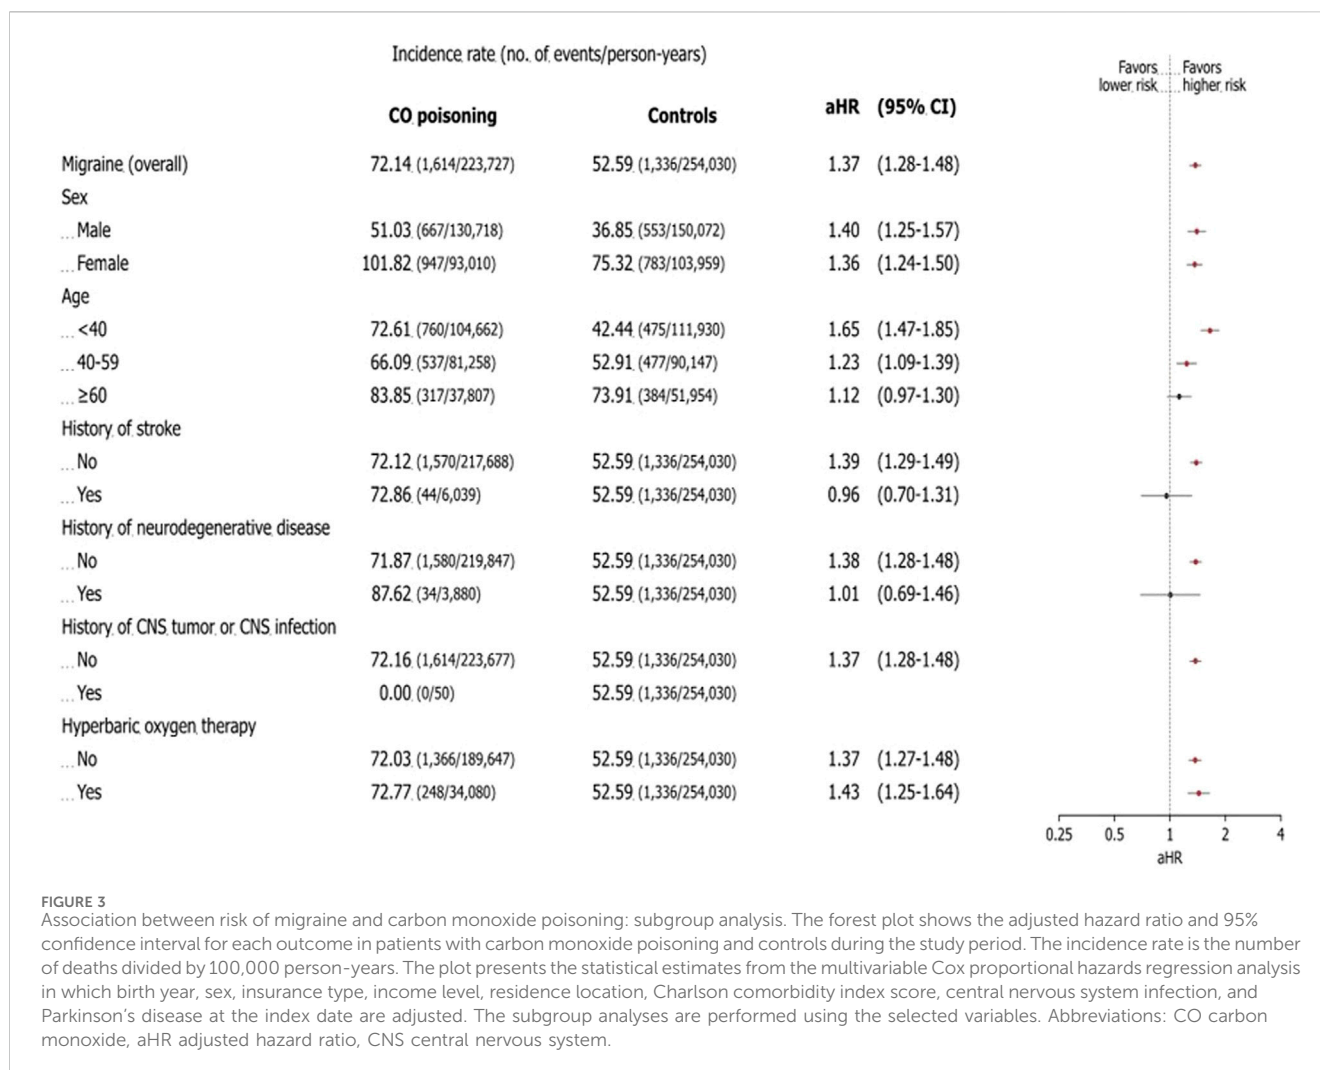 Incidence rate (no. of events/person-years)
Favors Favors
lower risk higher risk
CO poisoning Controls aHR (95% CI)
Migraine (overall) 72.14 (1,614/223,727) 52.59 (1,336/254,030) 1.37 (1.28-1.48)
Sex
...Male 51.03 (667/130,718) 36.85 (553/150,072) 1.40 (1.25-1.57)
...Female 101.82 (947/93,010) 75.32 (783/103,959) 1.36 (1.24-1.50)
Age
...<40 72.61 (760/104,662) 42.44 (475/111,930) 1.65 (1.47-1.85)
...40-59 66.09 (537/81,258) 52.91 (477/90,147) 1.23 (1.09-1.39)
...≥60 83.85 (317/37,807) 73.91 (384/51,954) 1.12 (0.97-1.30)
History of stroke
...No 72.12 (1,570/217,688) 52.59 (1,336/254,030) 1.39 (1.29-1.49)
...Yes 72.86 (44/6,039) 52.59 (1,336/254,030) 0.96 (0.70-1.31)
History of neurodegenerative disease
...No 71.87 (1,580/219,847) 52.59 (1,336/254,030) 1.38 (1.28-1.48)
...Yes 87.62 (34/3,880) 52.59 (1,336/254,030) 1.01 (0.69-1.46)
History of CNS tumor or CNS infection
...No 72.16 (1,614/223,677) 52.59 (1,336/254,030) 1.37 (1.28-1.48)
...Yes 0.00 (0/50) 52.59 (1,336/254,030)
Hyperbaric oxygen therapy
...No 72.03 (1,366/189,647) 52.59 (1,336/254,030) 1.37 (1.27-1.48)
...Yes 72.77 (248/34,080) 52.59 (1,336/254,030) 1.43 (1.25-1.64)
0.25 0.5 1 2 4
aHR
FIGURE 3
Association between risk of migraine and carbon monoxide poisoning: subgroup analysis. The forest plot shows the adjusted hazard ratio and 95%
confidence interval for each outcome in patients with carbon monoxide poisoning and controls during the study period. The incidence rate is the number
of deaths divided by 100,000 person-years. The plot presents the statistical estimates from the multivariable Cox proportional hazards regression analysis
in which birth year, sex, insurance type, income level, residence location, Charlson comorbidity index score, central nervous system infection, and
Parkinson's disease at the index date are adjusted. The subgroup analyses are performed using the selected variables. Abbreviations: CO carbon
monoxide, aHR adjusted hazard ratio, CNS central nervous system.